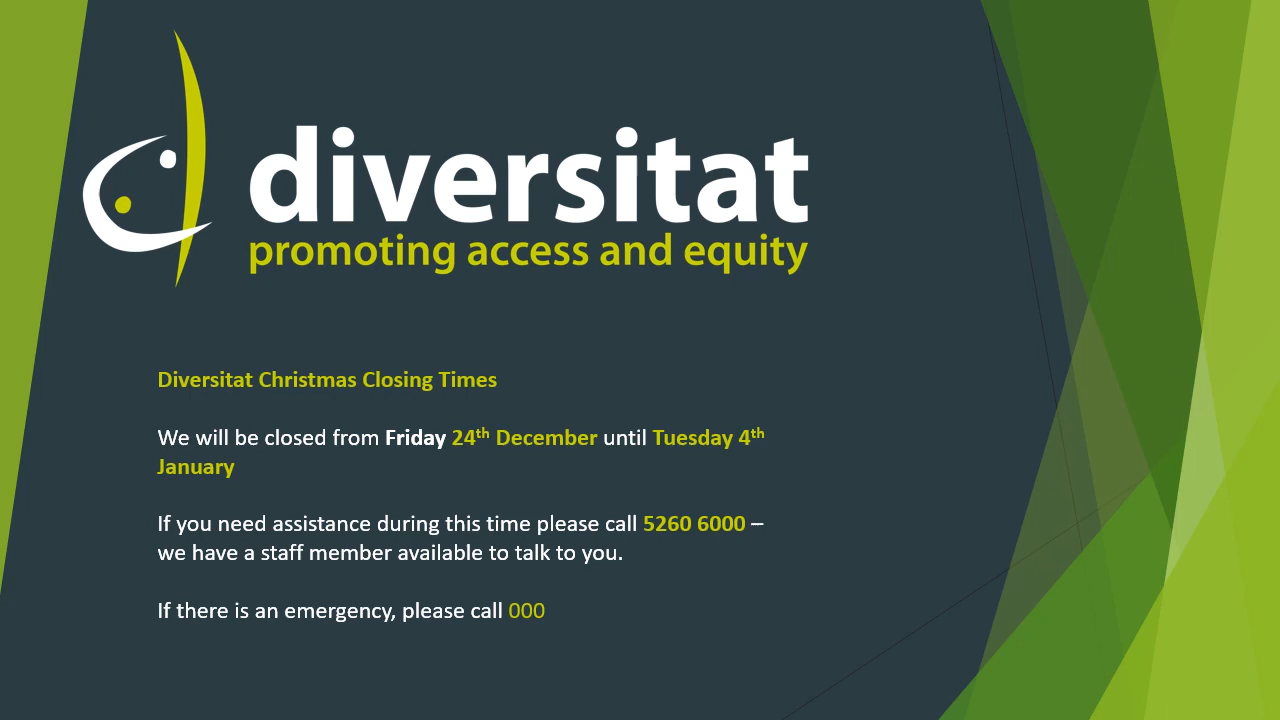 diversitat
promoting access and equity
Diversitat Christmas Closing Times
We will be closed from Friday 24th December until Tuesday 4th
January
If you need assistance during this time please call 5260 6000 –
we have a staff member available to talk to you.
If there is an emergency, please call 000